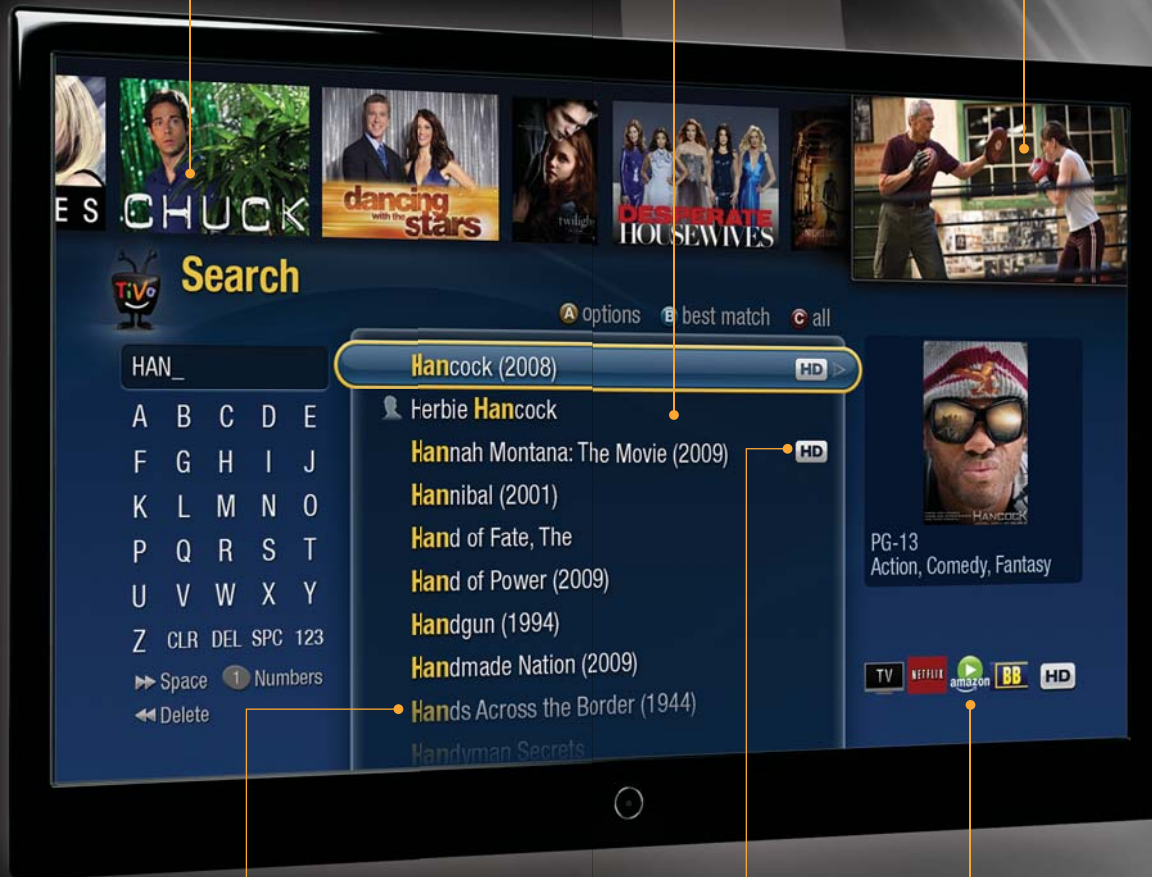 ES
CHUCK
dancing
with the
stars
twilight
DESPERATE
HOUSEWIVES
TiVo
Search
A options B best match C all
HAN_
A B C D E
F G H I J
K L M N O
P Q R S T
U V W X Y
Z CLR DEL SPC 123
Space 1 Numbers
Delete
Hancock (2008) HD
Herbie Hancock
Hannah Montana: The Movie (2009) HD
Hannibal (2001)
Hand of Fate, The
Hand of Power (2009)
Handgun (1994)
Handmade Nation (2009)
Hands Across the Border (1944)
Handyman Secrets
HANCOCK
PG-13
Action, Comedy, Fantasy
TV NETFLIX amazon BB HD